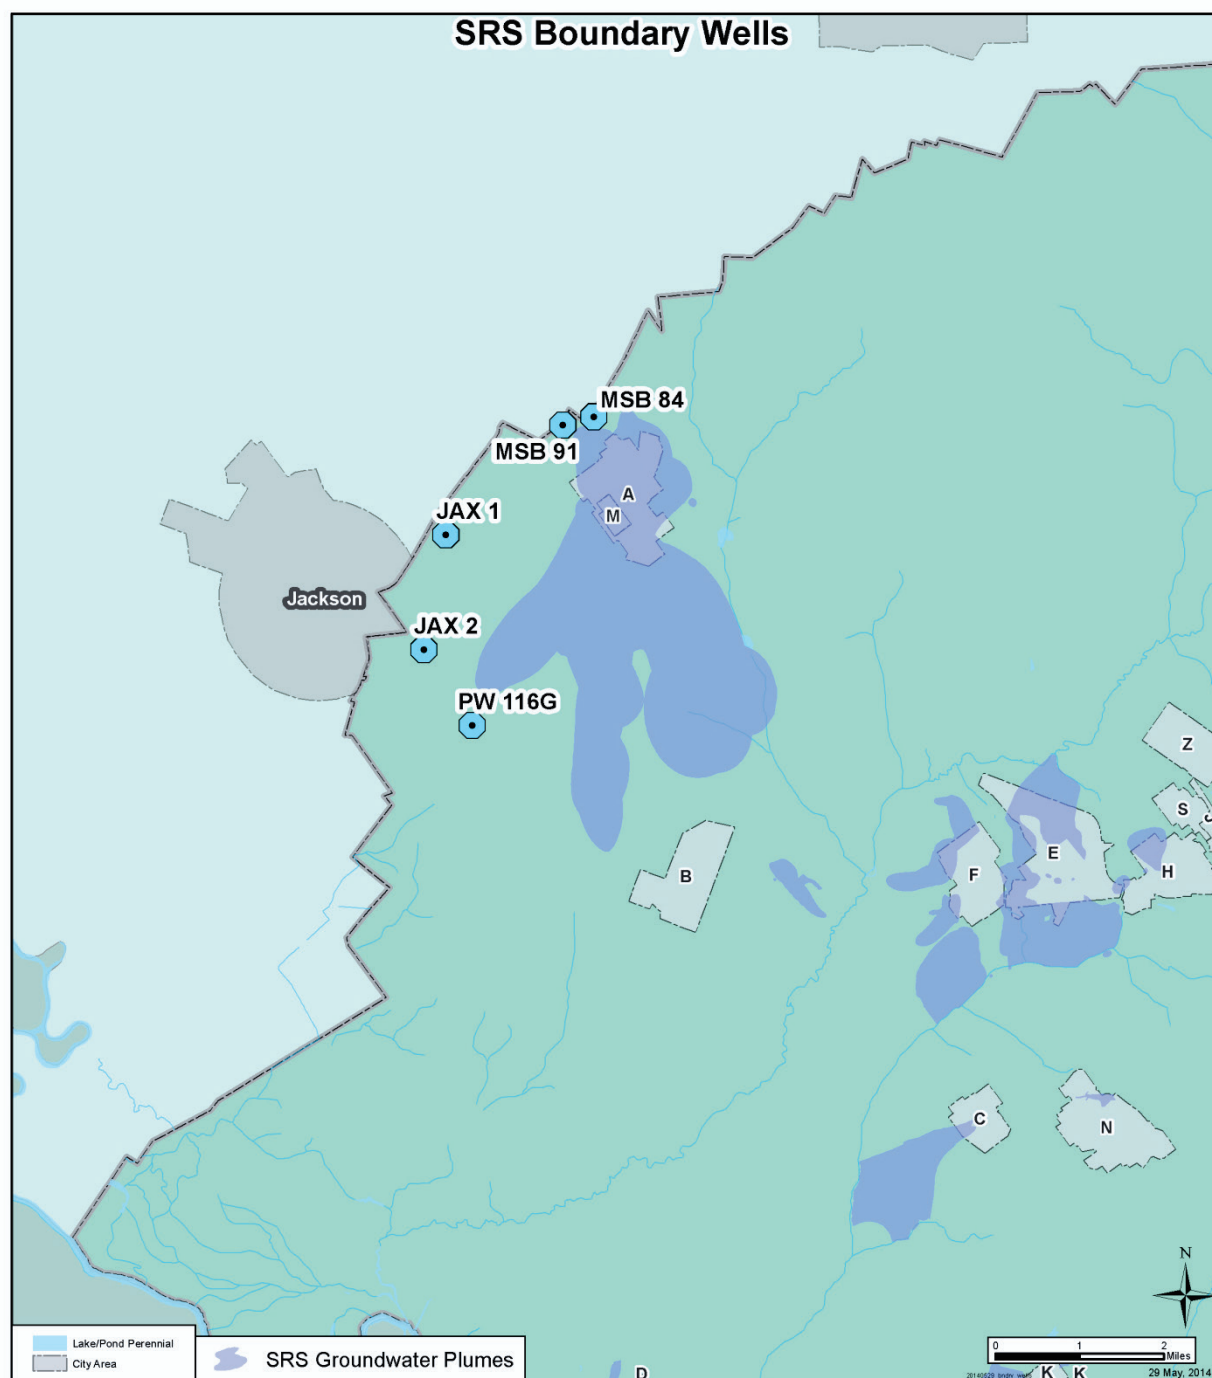 SRS Boundary Wells
MSB 84
MSB 91
A
M
JAX 1
Jackson
JAX 2
PW 116G
Z
S
J
E
H
F
B
C
N
N
Lake/Pond Perennial
City Area
SRS Groundwater Plumes
D
0 1 2
Miles
K K
29 May, 2014